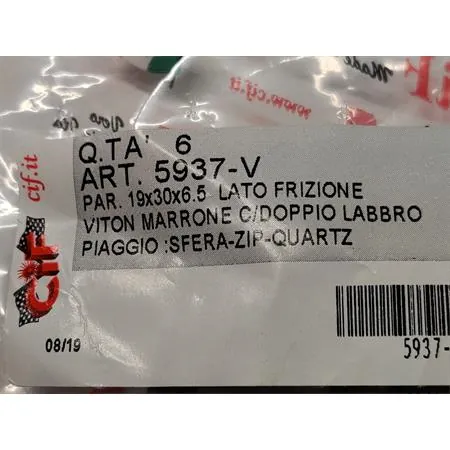 Made
www.cif.it
cif.it
CIF
Q.TA' 6
ART. 5937-V
PAR. 19x30x6.5 LATO FRIZIONE
VITON MARRONE C/DOPPIO LABBRO
PIAGGIO :SFERA-ZIP-QUARTZ
08/19
5937-